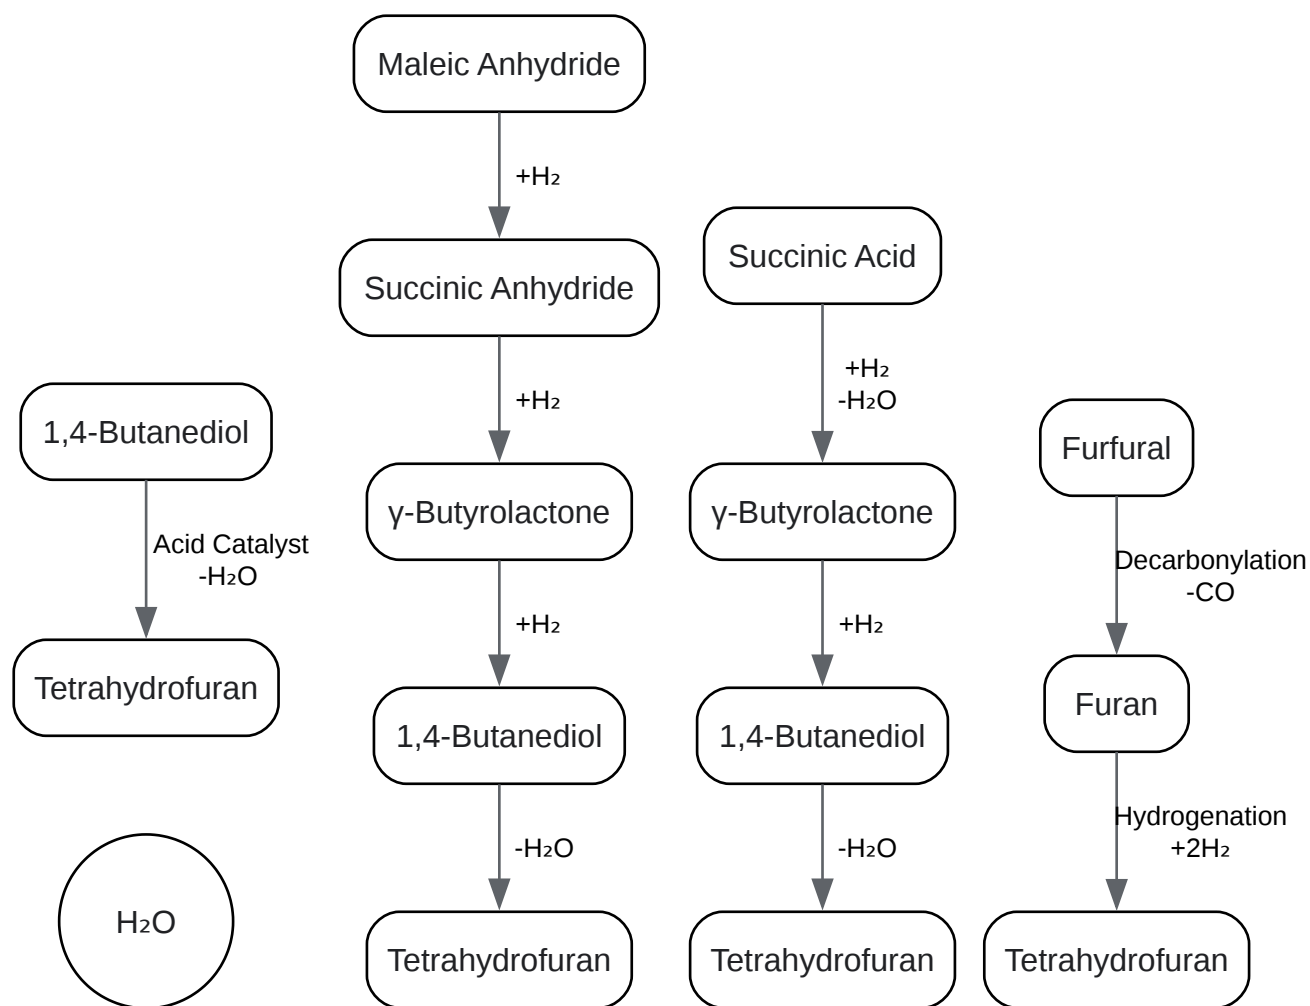 1,4-Butanediol
Acid Catalyst
-H₂O
Tetrahydrofuran
H₂O
Maleic Anhydride
+H₂
Succinic Anhydride
+H₂
γ-Butyrolactone
+H₂
1,4-Butanediol
-H₂O
Tetrahydrofuran
Succinic Acid
+H₂
-H₂O
γ-Butyrolactone
+H₂
1,4-Butanediol
-H₂O
Tetrahydrofuran
Furfural
Decarbonylation
-CO
Furan
Hydrogenation
+2H₂
Tetrahydrofuran